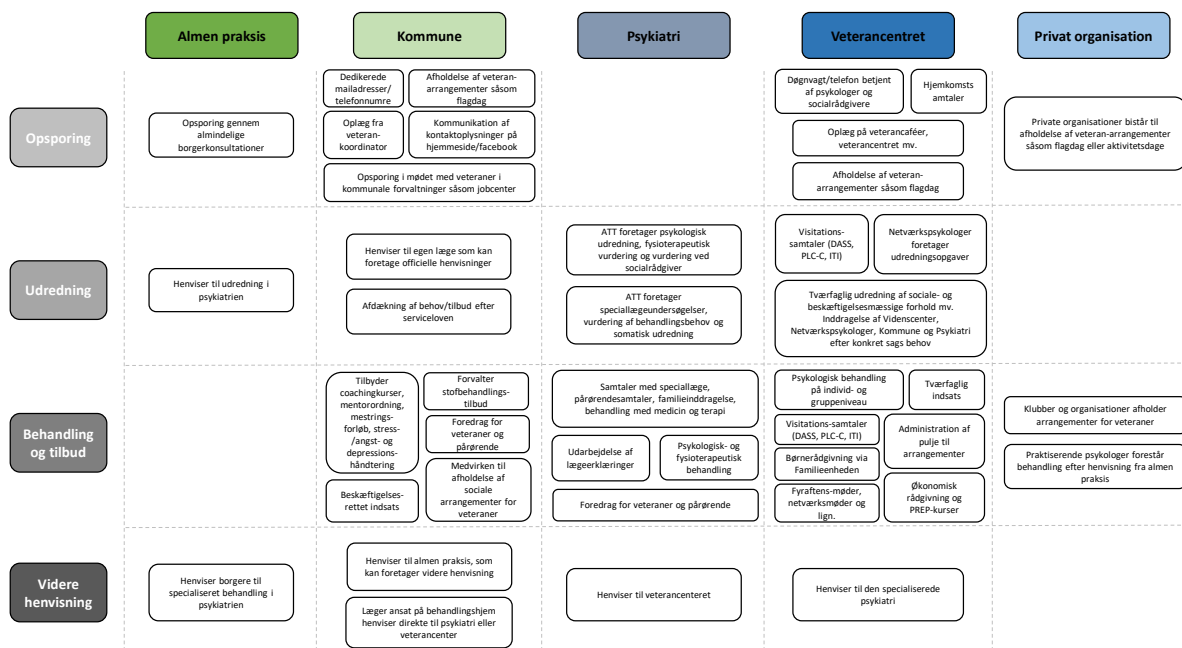 Almen praksis
Kommune
Psykiatri
Veterancentret
Privat organisation
Opsporing
Opsporing gennem
almindelige
borgerkonsultationer
Dedikerede
mailadresser/
telefonnumre
Afholdelse af veteran-
arrangementer såsom
flagdag
Oplæg fra
veteran-
koordinator
Kommunikation af
kontaktoplysninger på
hjemmeside/facebook
Opsporing i mødet med veteraner i
kommunale forvaltninger såsom jobcenter
Døgnvagt/telefon betjent
af psykologer og
socialrådgivere
Hjemkomsts
amtaler
Oplæg på veterancaféer,
veterancentret mv.
Afholdelse af veteran-
arrangementer såsom flagdag
Private organisationer bistår til
afholdelse af veteran-arrangementer
såsom flagdag eller aktivitetsdage
Udredning
Henviser til udredning i
psykiatrien
Henviser til egen læge som kan
foretage officielle henvisninger
Afdækning af behov/tilbud efter
serviceloven
ATT foretager psykologisk
udredning, fysioterapeutisk
vurdering og vurdering ved
socialrådgiver
ATT foretager
speciallægeundersøgelser,
vurdering af behandlingsbehov og
somatisk udredning
Visitations-
samtaler (DASS,
PLC-C, ITI)
Netværkspsykologer
foretager
udredningsopgaver
Tværfaglig udredning af sociale- og
beskæftigelsesmæssige forhold mv.
Inddragelse af Videnscenter,
Netværkspsykologer, Kommune og Psykiatri
efter konkret sags behov
Behandling
og tilbud
Tilbyder
coachingkurser,
mentorordning,
mestrings-
forløb, stress-
/angst- og
depressions-
håndtering
Beskæftigelses-
rettet indsats
Forvalter
stofbehandlings-
tilbud
Foredrag for
veteraner og
pårørende
Medvirken til
afholdelse af
sociale
arrangementer for
veteraner
Samtaler med speciallæge,
pårørendesamtaler, familieinddragelse,
behandling med medicin og terapi
Udarbejdelse af
lægeerklæringer
Psykologisk- og
fysioterapeutisk
behandling
Foredrag for veteraner og pårørende
Psykologisk behandling
på individ- og
gruppeniveau
Tværfaglig
indsats
Visitations-samtaler
(DASS, PLC-C, ITI)
Administration af
pulje til
arrangementer
Børnerådgivning via
Familieenheden
Fyraftens-møder,
netværksmøder og
lign.
Økonomisk
rådgivning og
PREP-kurser
Klubber og organisationer afholder
arrangementer for veteraner
Praktiserende psykologer forestår
behandling efter henvisning fra almen
praksis
Videre
henvisning
Henviser borgere til
specialiseret behandling i
psykiatrien
Henviser til almen praksis, som
kan foretager videre henvisning
Læger ansat på behandlingshjem
henviser direkte til psykiatri eller
veterancenter
Henviser til veterancenteret
Henviser til den specialiserede
psykiatri